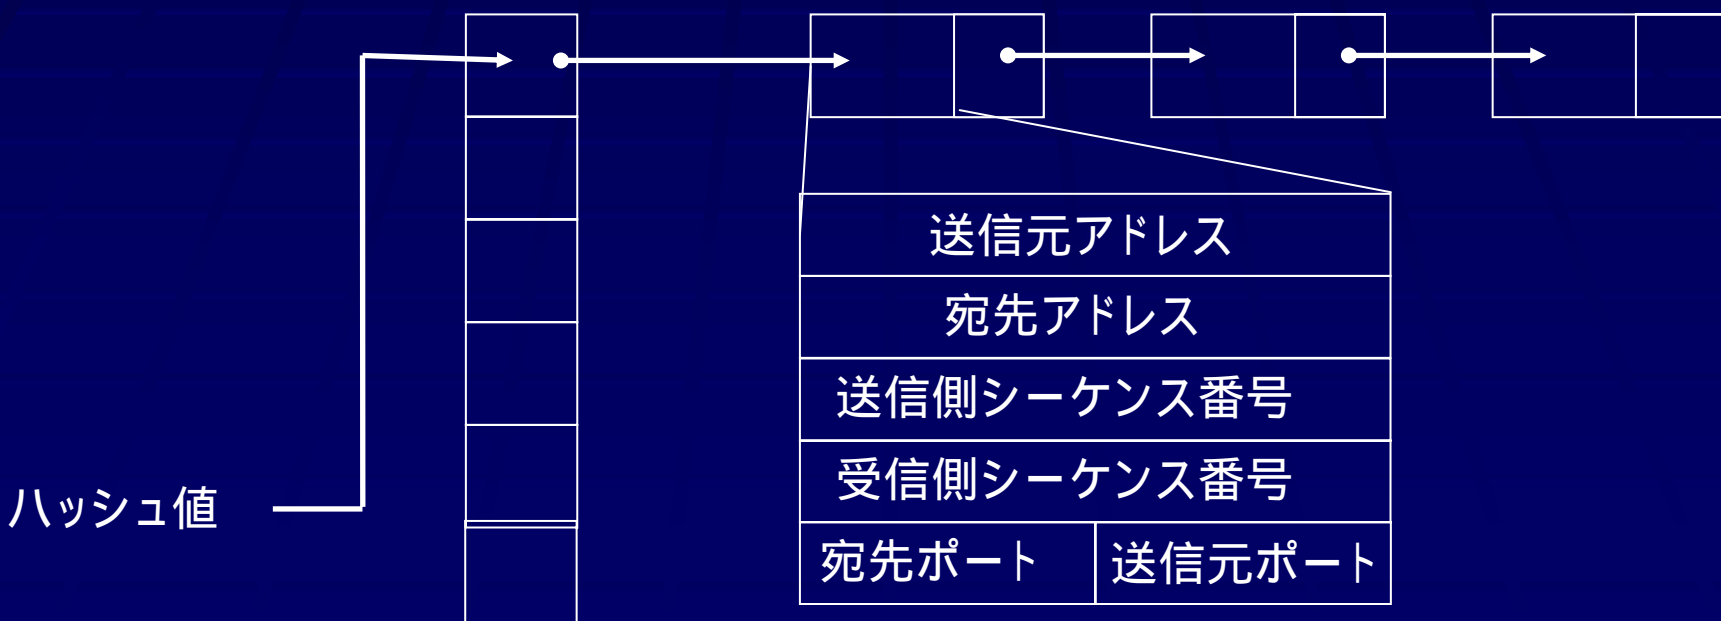 送信元アドレス
宛先アドレス
送信側シーケンス番号
受信側シーケンス番号
ハッシュ値
宛先ポート
送信元ポート